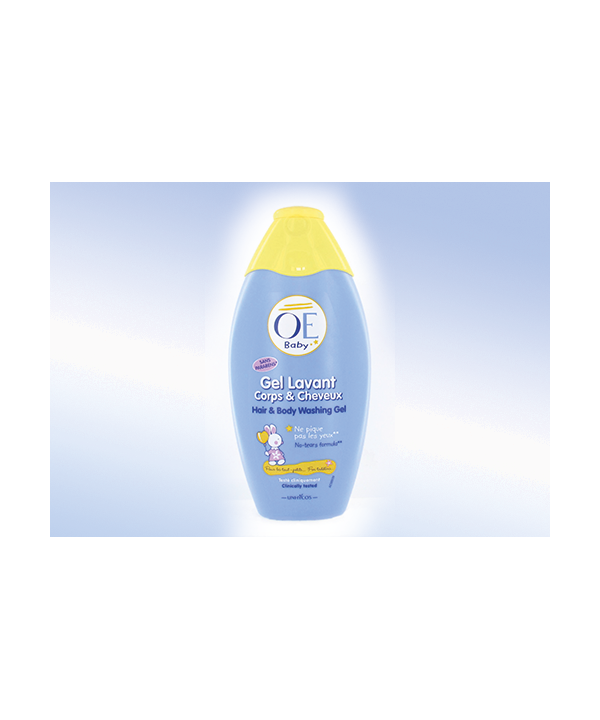 OE
Baby
SANS
PARABENS
Gel Lavant
Corps & Cheveux
Hair & Body Washing Gel
Ne pique
pas les yeux**
No-tears formula**
Testé cliniquement
Clinically tested